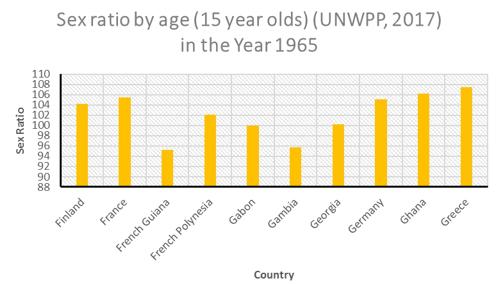 Sex ratio by age (15 year olds) (UNWPP, 2017)
in the Year 1965
110
108
106
104
102
100
98
96
94
92
90
88
Sex Ratio
Finland
France
French Guiana
French Polynesia
Gabon
Gambia
Georgia
Germany
Ghana
Greece
Country